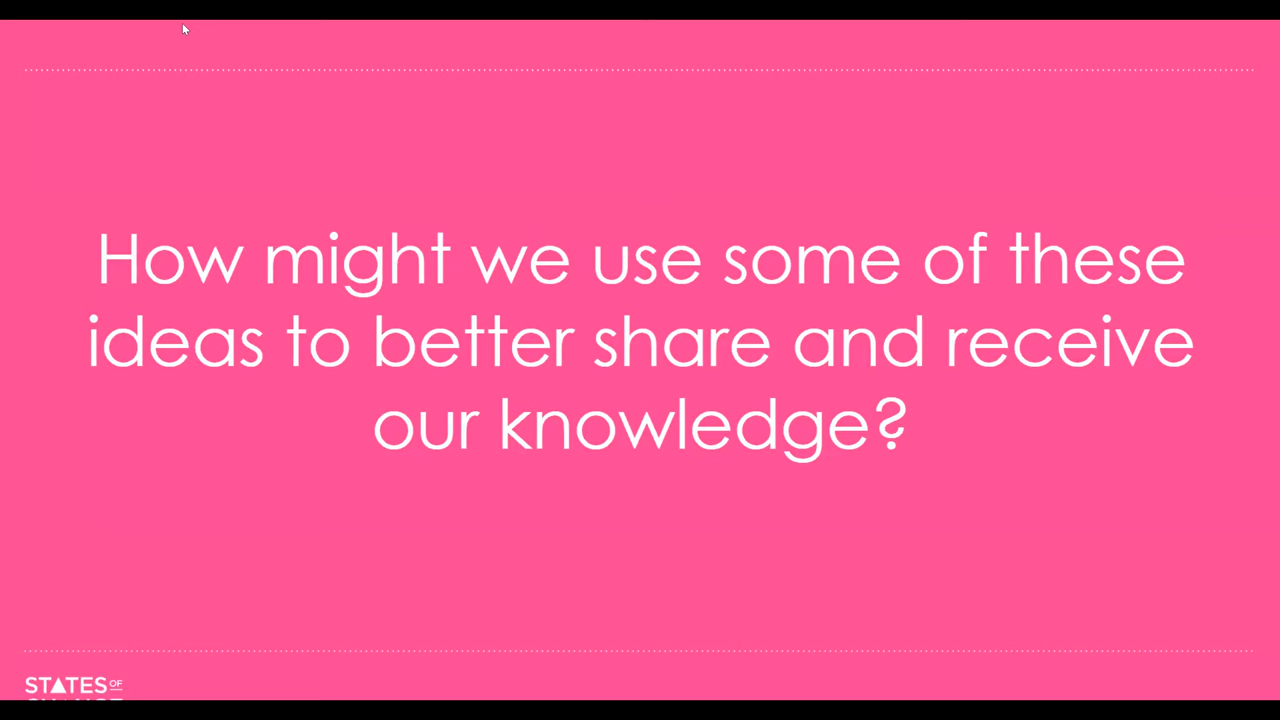 How might we use some of these
ideas to better share and receive
our knowledge?
STATES OF